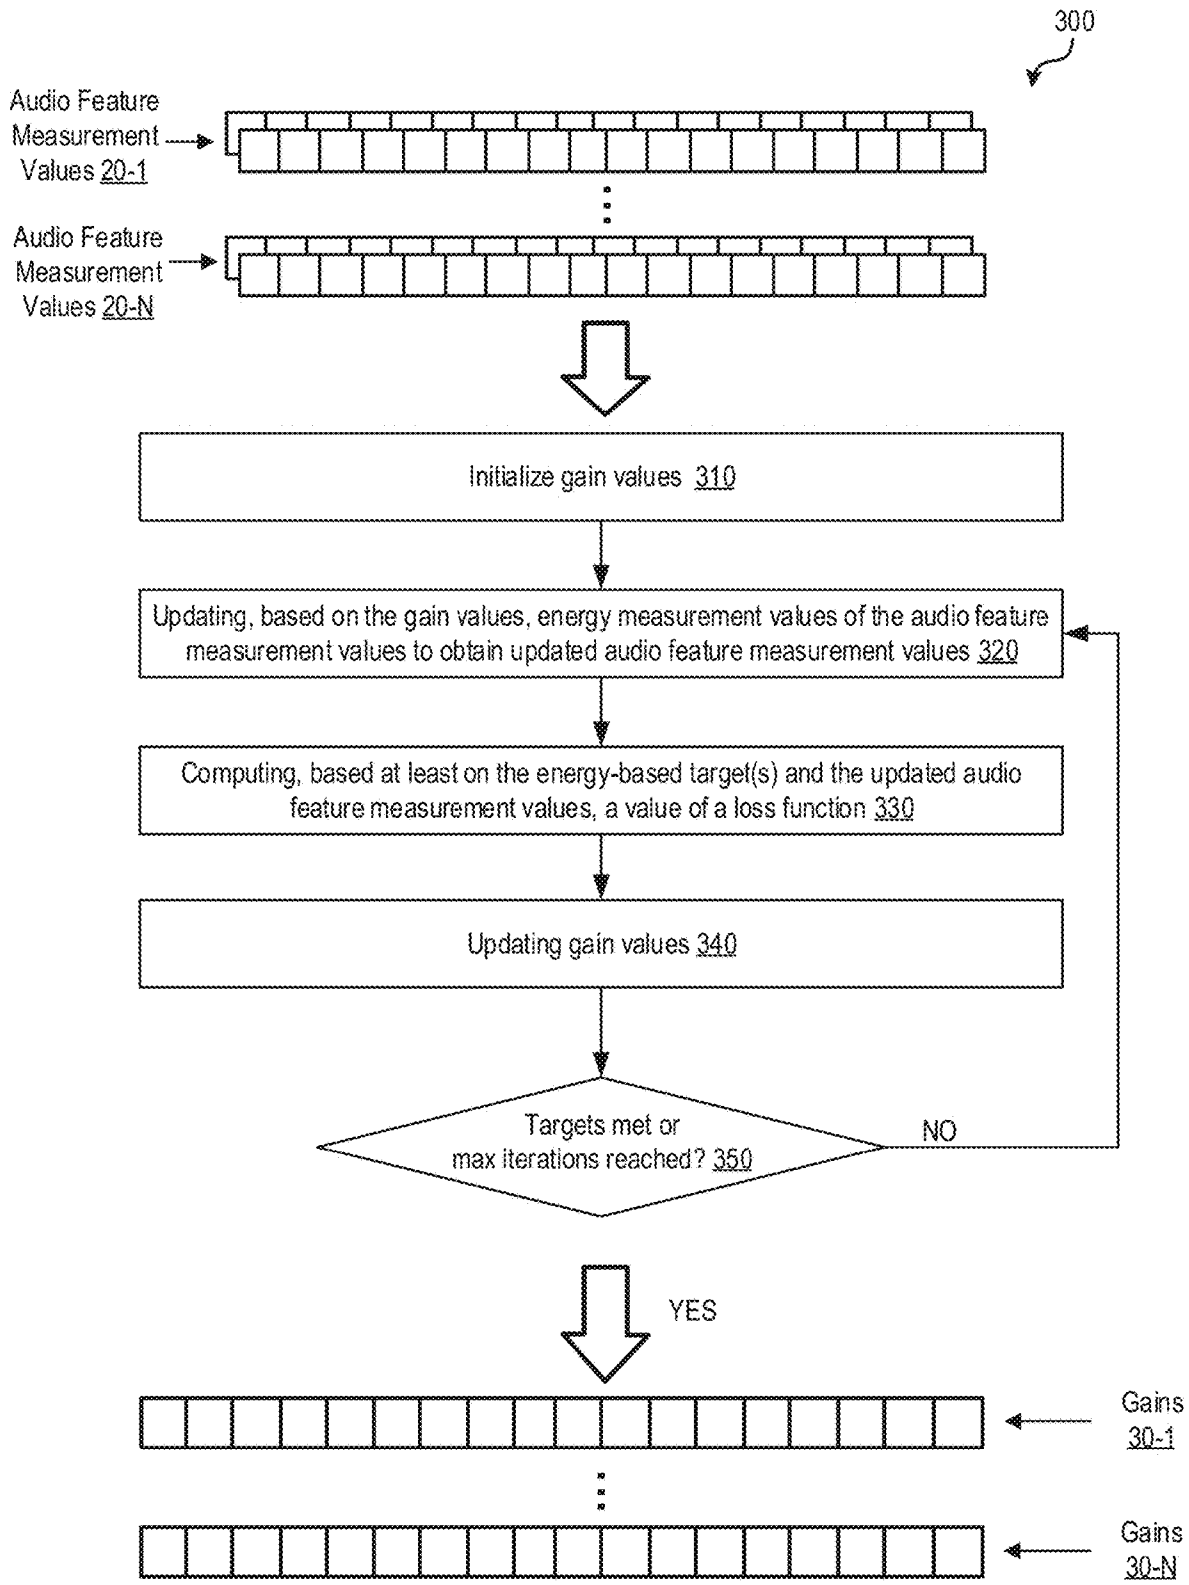 300
Audio Feature
Measurement
Values 20-1
Audio Feature
Measurement
Values 20-N
Initialize gain values 310
Updating, based on the gain values, energy measurement values of the audio feature
measurement values to obtain updated audio feature measurement values 320
Computing, based at least on the energy-based target(s) and the updated audio
feature measurement values, a value of a loss function 330
Updating gain values 340
Targets met or
max iterations reached? 350
NO
YES
Gains
30-1
Gains
30-N